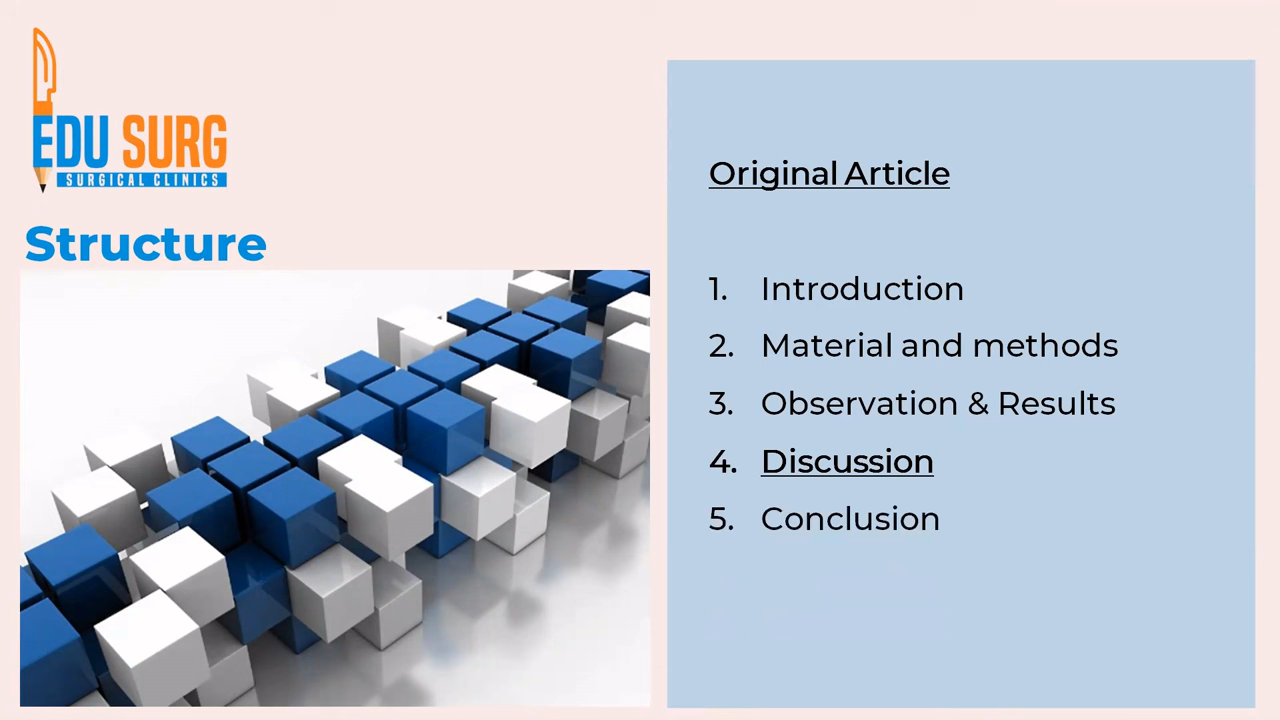 EDU SURG
SURGICAL CLINICS
Structure
Original Article
1. Introduction
2. Material and methods
3. Observation & Results
4. Discussion
5. Conclusion